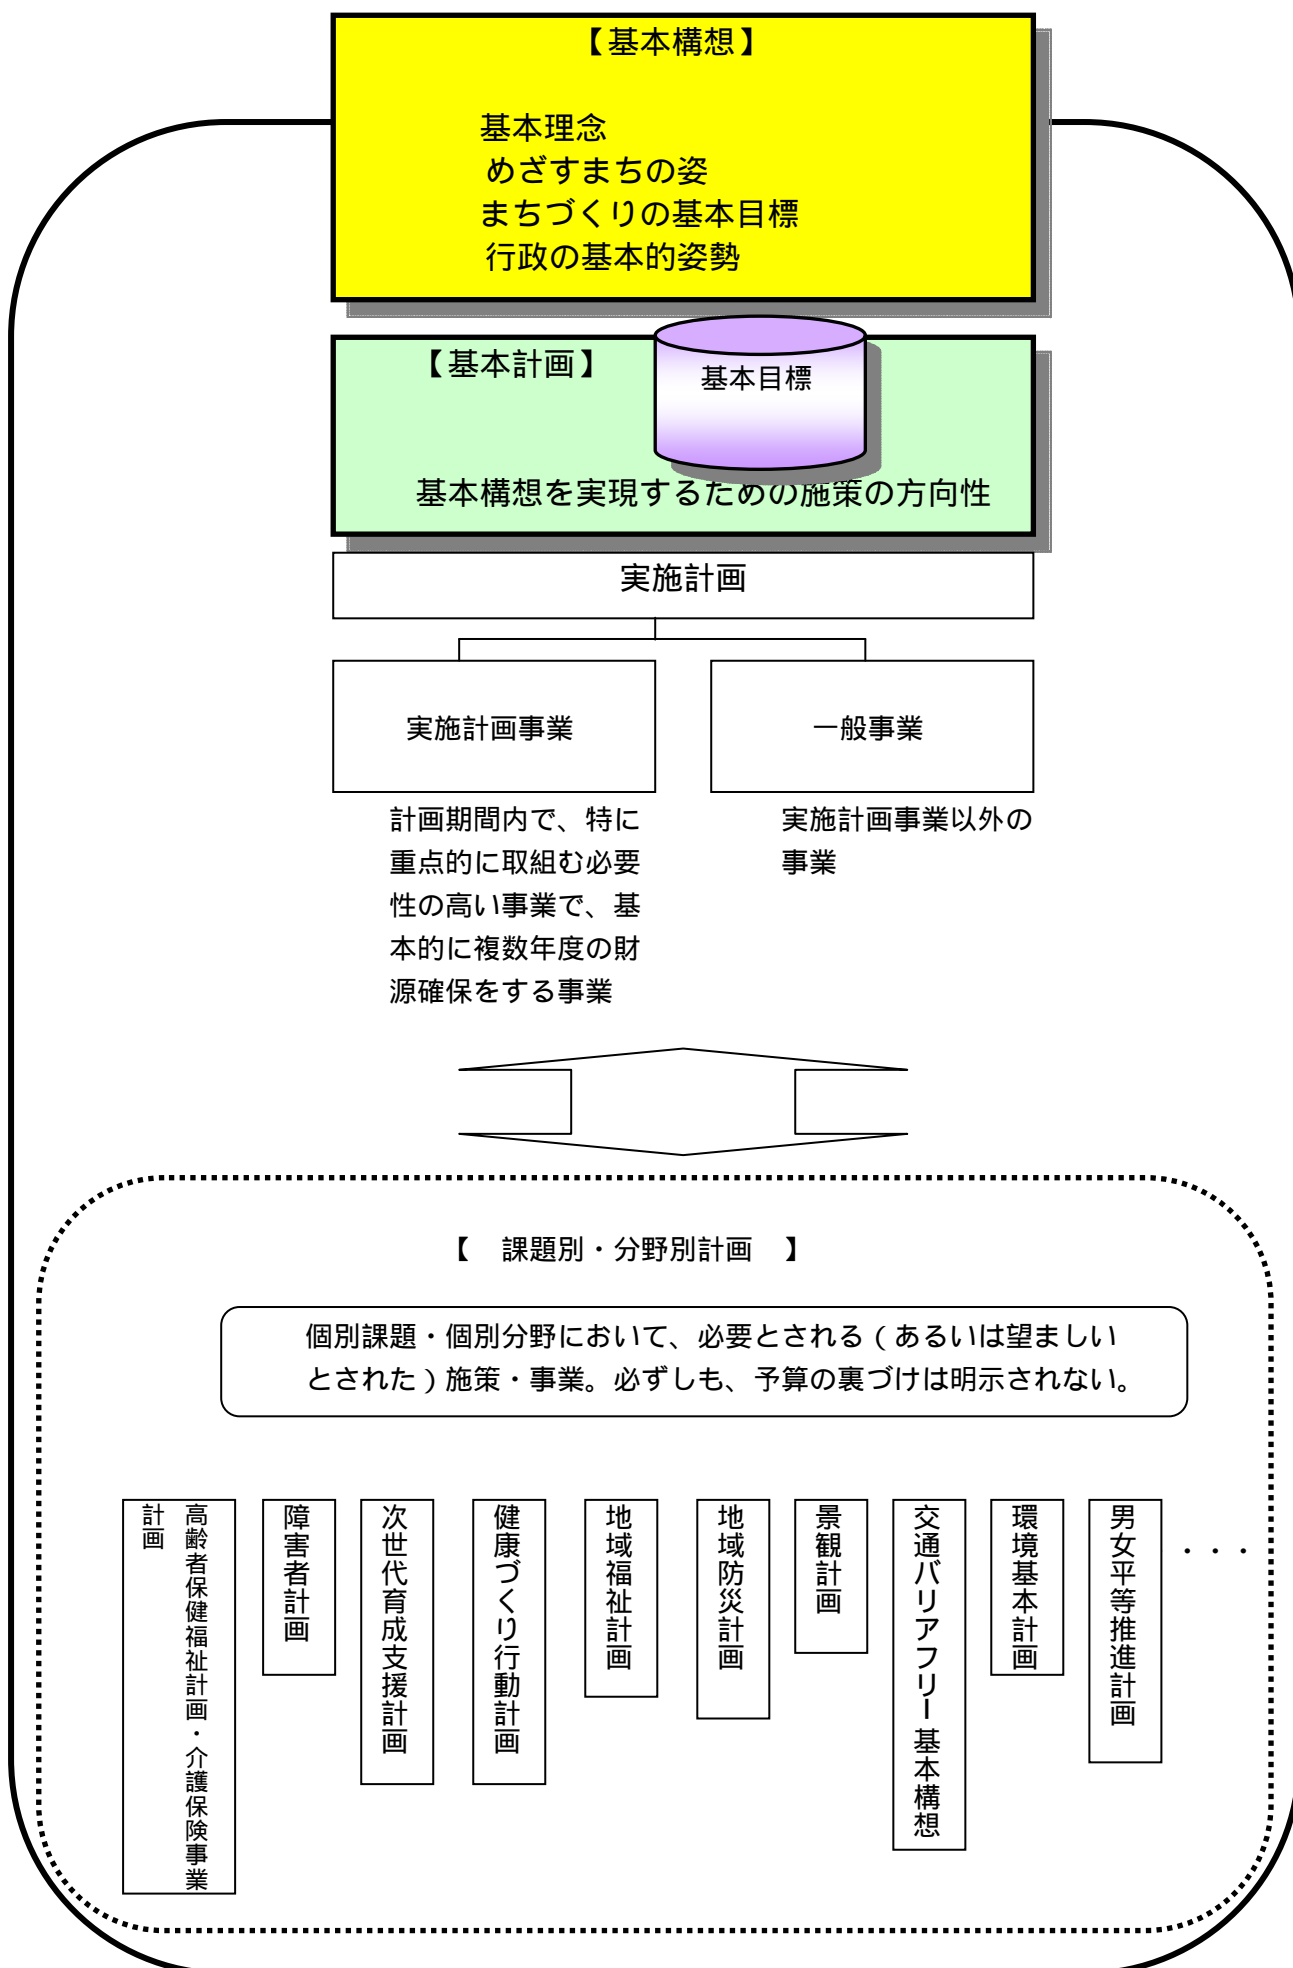 【基本構想】
基本理念
めざすまちの姿
まちづくりの基本目標
行政の基本的姿勢
【基本計画】
基本目標
基本構想を実現するための施策の方向性
実施計画
実施計画事業
一般事業
計画期間内で、特に
重点的に取組む必要
性の高い事業で、基
本的に複数年度の財
源確保をする事業
実施計画事業以外の
事業
【　課題別・分野別計画　】
個別課題・個別分野において、必要とされる（あるいは望ましい
とされた）施策・事業。必ずしも、予算の裏づけは明示されない。
高齢者保健福祉計画・介護保険事業
計画
障害者計画
次世代育成支援計画
健康づくり行動計画
地域福祉計画
地域防災計画
景観計画
交通バリアフリー基本構想
環境基本計画
男女平等推進計画
・・・